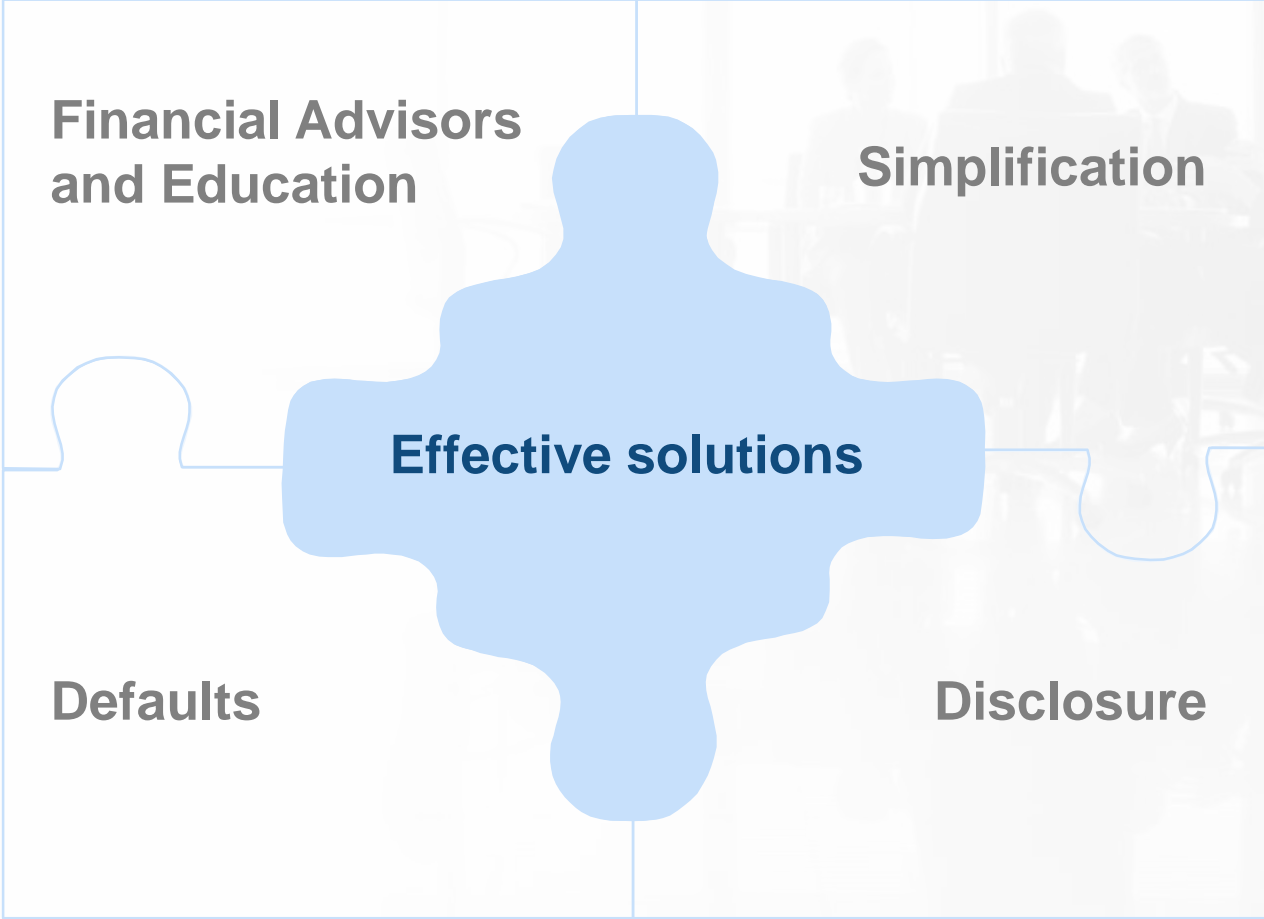 Financial Advisors
and Education
Simplification
Effective solutions
Defaults
Disclosure